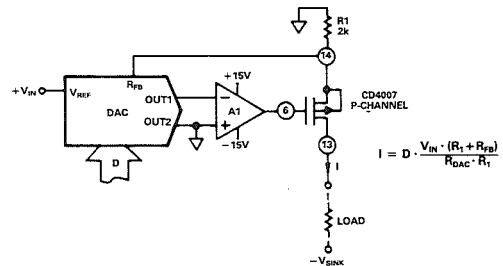 R1
2k
14
+15V
+VIN
VREF
RFB
OUT1
DAC
OUT2
A1
−
+
−15V
6
CD4007
P-CHANNEL
13
D
I
I = D · VIN · (R1 + RFB) / RDAC · R1
LOAD
−VSINK